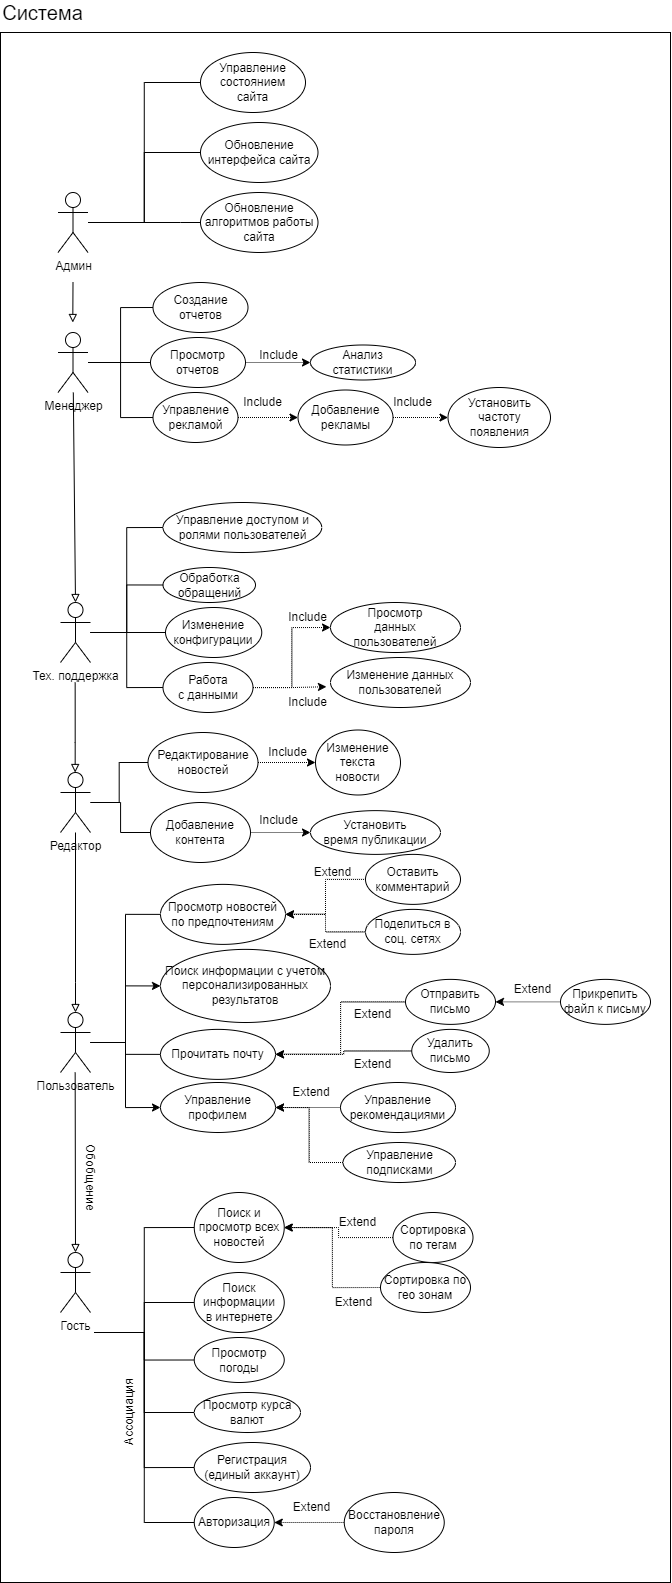 Система
Управление
состоянием
сайта
Обновление
интерфейса сайта
Обновление
алгоритмов работы
сайта
Админ
Создание
отчетов
Просмотр
отчетов
Include
Анализ
статистики
Менеджер
Управление
рекламой
Include
Добавление
рекламы
Include
Установить
частоту
появления
Управление доступом и
ролями пользователей
Обработка
обращений
Изменение
конфигурации
Include
Просмотр
данных
пользователей
Тех. поддержка
Работа
с данными
Include
Изменение данных
пользователей
Редактирование
новостей
Include
Изменение
текста
новости
Редактор
Добавление
контента
Include
Установить
время публикации
Просмотр новостей
по предпочтениям
Extend
Оставить
комментарий
Extend
Поделиться в
соц. сетях
Поиск информации с учетом
персонализированных
результатов
Отправить
письмо
Extend
Прикрепить
файл к письму
Extend
Прочитать почту
Extend
Удалить
письмо
Пользователь
Управление
профилем
Extend
Управление
рекомендациями
Управление
подписками
Обобщение
Поиск и
просмотр всех
новостей
Extend
Сортировка
по тегам
Extend
Сортировка по
гео зонам
Гость
Поиск
информации
в интернете
Просмотр
погоды
Ассоциация
Просмотр курса
валют
Регистрация
(единый аккаунт)
Авторизация
Extend
Восстановление
пароля